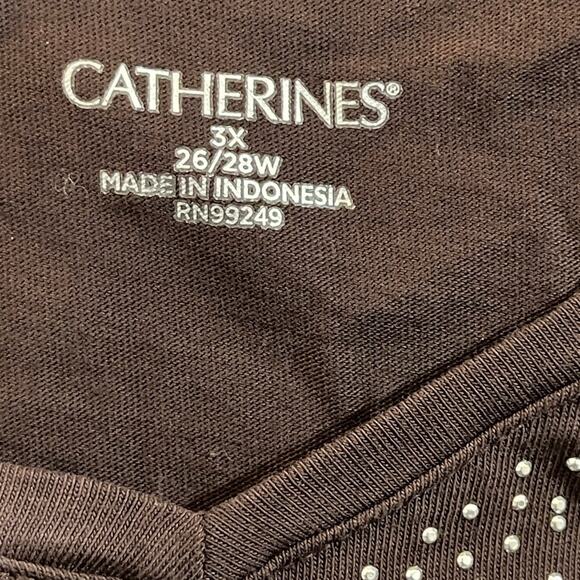 CATHERINES®
3X
26/28W
MADE IN INDONESIA
RN99249